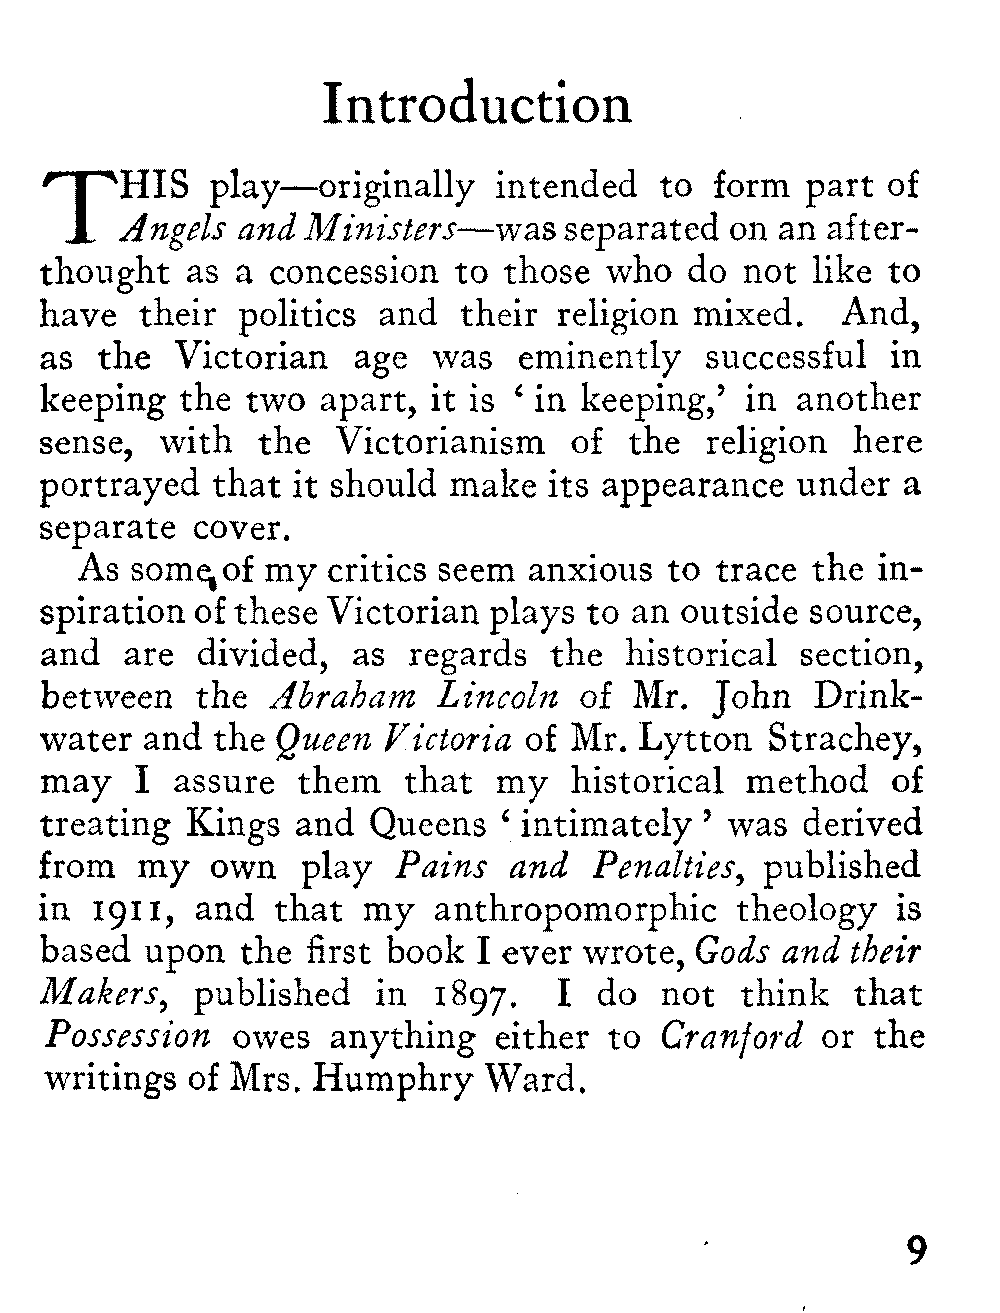 Introduction
THIS play—originally intended to form part of
Angels and Ministers—was separated on an after-
thought as a concession to those who do not like to
have their politics and their religion mixed. And,
as the Victorian age was eminently successful in
keeping the two apart, it is ‘ in keeping,’ in another
sense, with the Victorianism of the religion here
portrayed that it should make its appearance under a
separate cover.
As some of my critics seem anxious to trace the in-
spiration of these Victorian plays to an outside source,
and are divided, as regards the historical section,
between the Abraham Lincoln of Mr. John Drink-
water and the Queen Victoria of Mr. Lytton Strachey,
may I assure them that my historical method of
treating Kings and Queens ‘ intimately ’ was derived
from my own play Pains and Penalties, published
in 1911, and that my anthropomorphic theology is
based upon the first book I ever wrote, Gods and their
Makers, published in 1897. I do not think that
Possession owes anything either to Cranford or the
writings of Mrs. Humphry Ward.
9